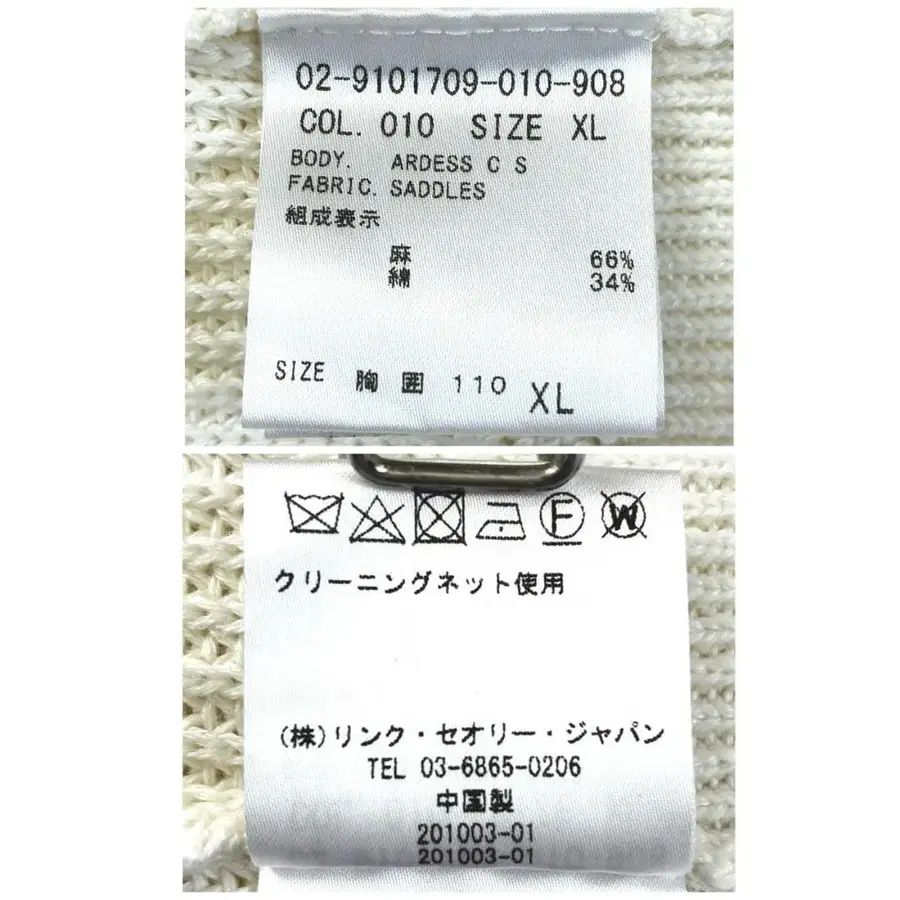 02-9101709-010-908
COL. 010 SIZE XL
BODY. ARDESS C S
FABRIC. SADDLES
組成表示
麻 66%
綿 34%
SIZE 胸囲 110 XL
F W
クリーニングネット使用
(株)リンク・セオリー・ジャパン
TEL 03-6865-0206
中国製
201003-01
201003-01